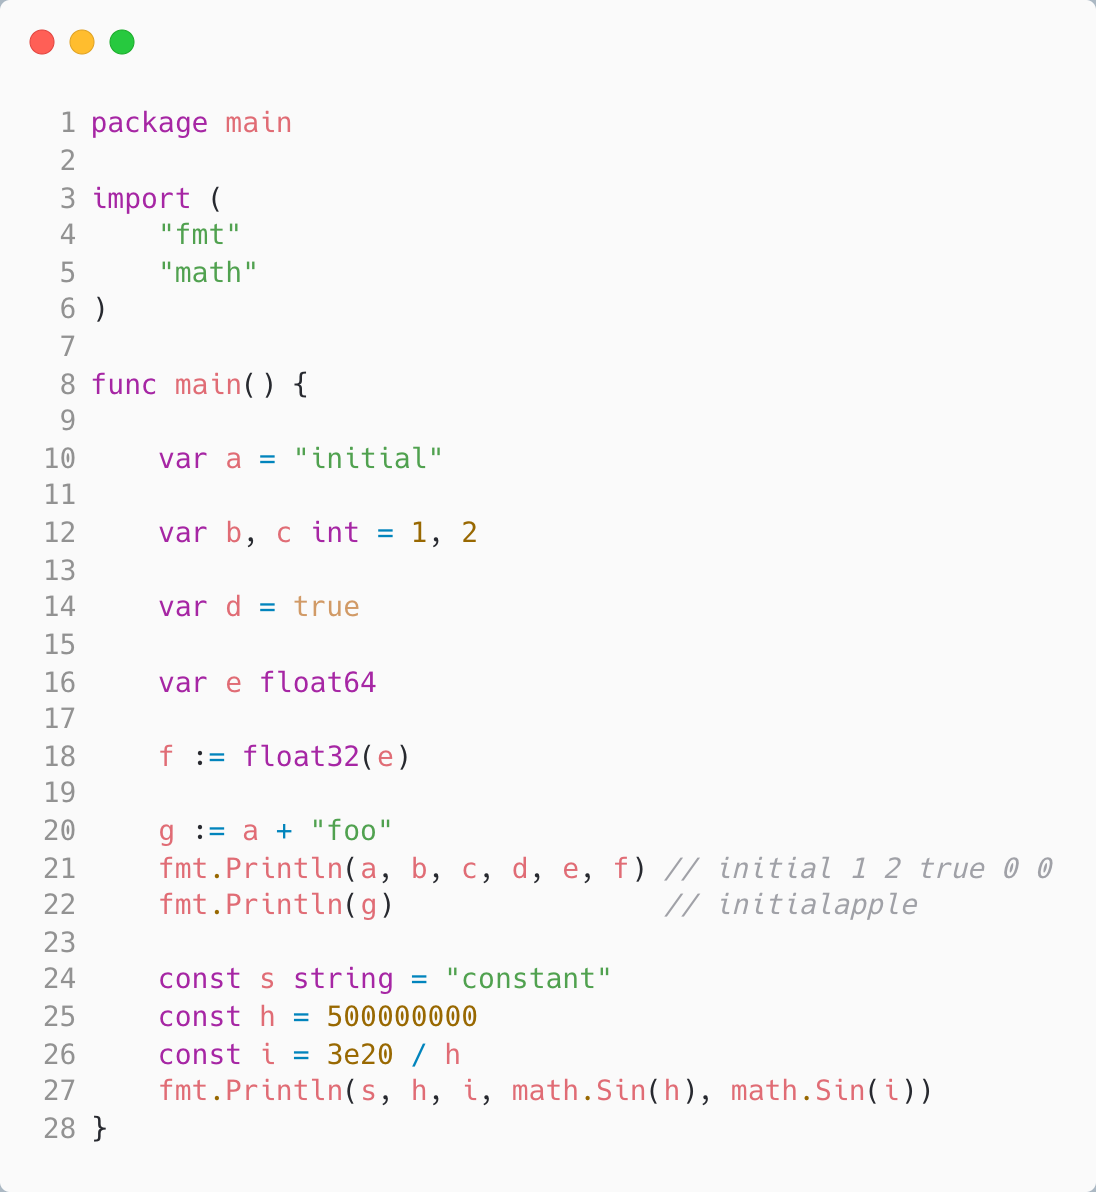 1 package main
2
3 import (
4     "fmt"
5     "math"
6 )
7
8 func main() {
9
10     var a = "initial"
11
12     var b, c int = 1, 2
13
14     var d = true
15
16     var e float64
17
18     f := float32(e)
19
20     g := a + "foo"
21     fmt.Println(a, b, c, d, e, f) // initial 1 2 true 0 0
22     fmt.Println(g)                // initialapple
23
24     const s string = "constant"
25     const h = 500000000
26     const i = 3e20 / h
27     fmt.Println(s, h, i, math.Sin(h), math.Sin(i))
28 }